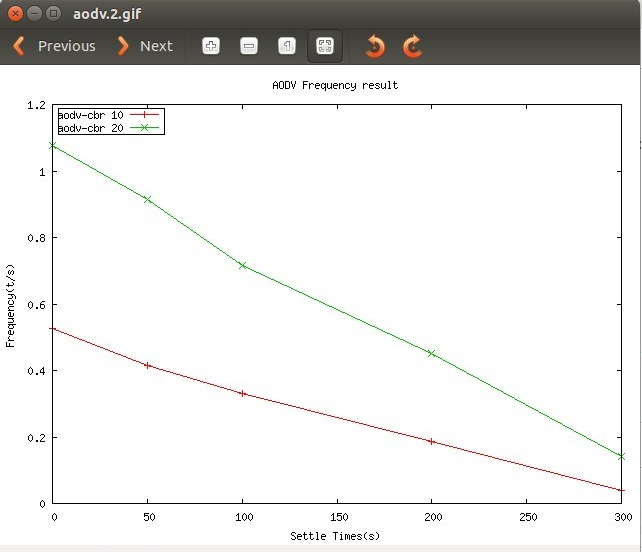 aodv.2.gif
Previous
Next
1
AODV Frequency result
aodv-cbr 10
aodv-cbr 20
1.2
1
0.8
0.6
0.4
0.2
0
Frequency(t/s)
0 50 100 150 200 250 300
Settle Times(s)